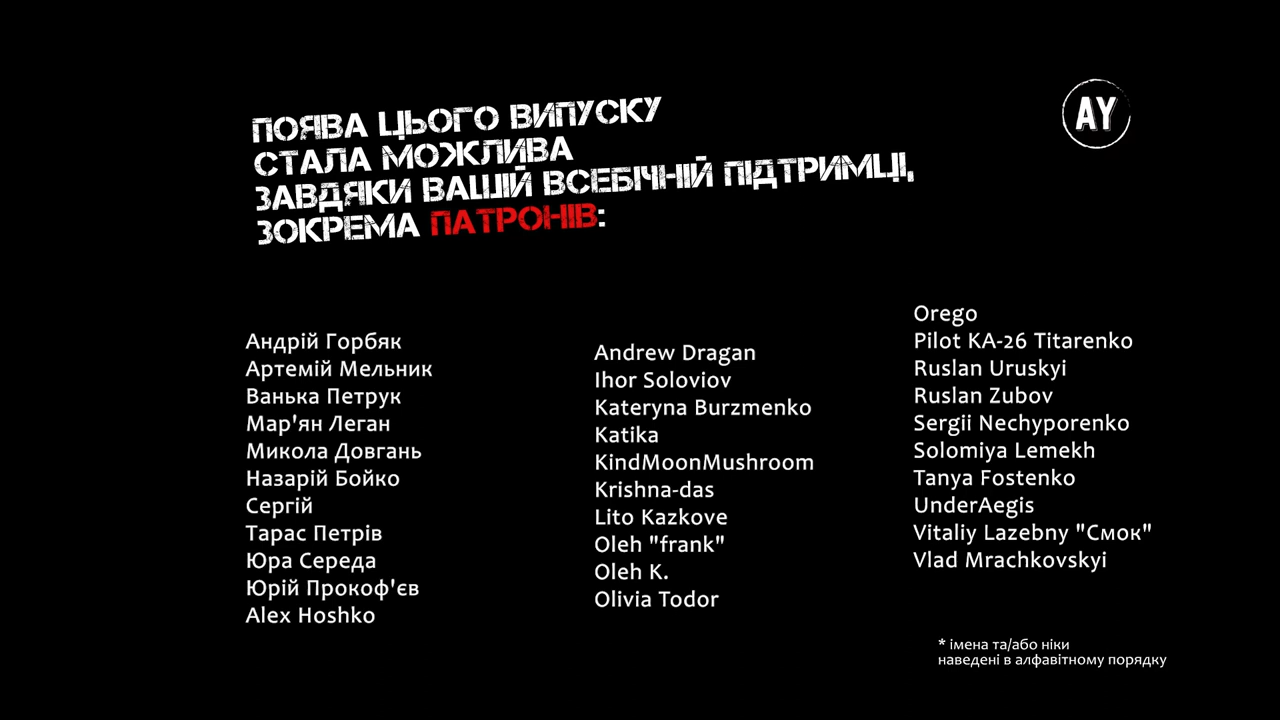 ПОЯВА ЦЬОГО ВИПУСКУ
СТАЛА МОЖЛИВА
ЗАВДЯКИ ВАШІЙ ВСЕБІЧНІЙ ПІДТРИМЦІ,
ЗОКРЕМА ПАТРОНІВ:
АУ
Андрій Горбяк
Артемій Мельник
Ванька Петрук
Мар'ян Леган
Микола Довгань
Назарій Бойко
Сергій
Тарас Петрів
Юра Середа
Юрій Прокоф'єв
Alex Hoshko
Andrew Dragan
Ihor Soloviov
Kateryna Burzmenko
Katika
KindMoonMushroom
Krishna-das
Lito Kazkove
Oleh "frank"
Oleh K.
Olivia Todor
Orego
Pilot KA-26 Titarenko
Ruslan Uruskyi
Ruslan Zubov
Sergii Nechyporenko
Solomiya Lemekh
Tanya Fostenko
UnderAegis
Vitaliy Lazebny "Смок"
Vlad Mrachkovskyi
* імена та/або ніки
наведені в алфавітному порядку